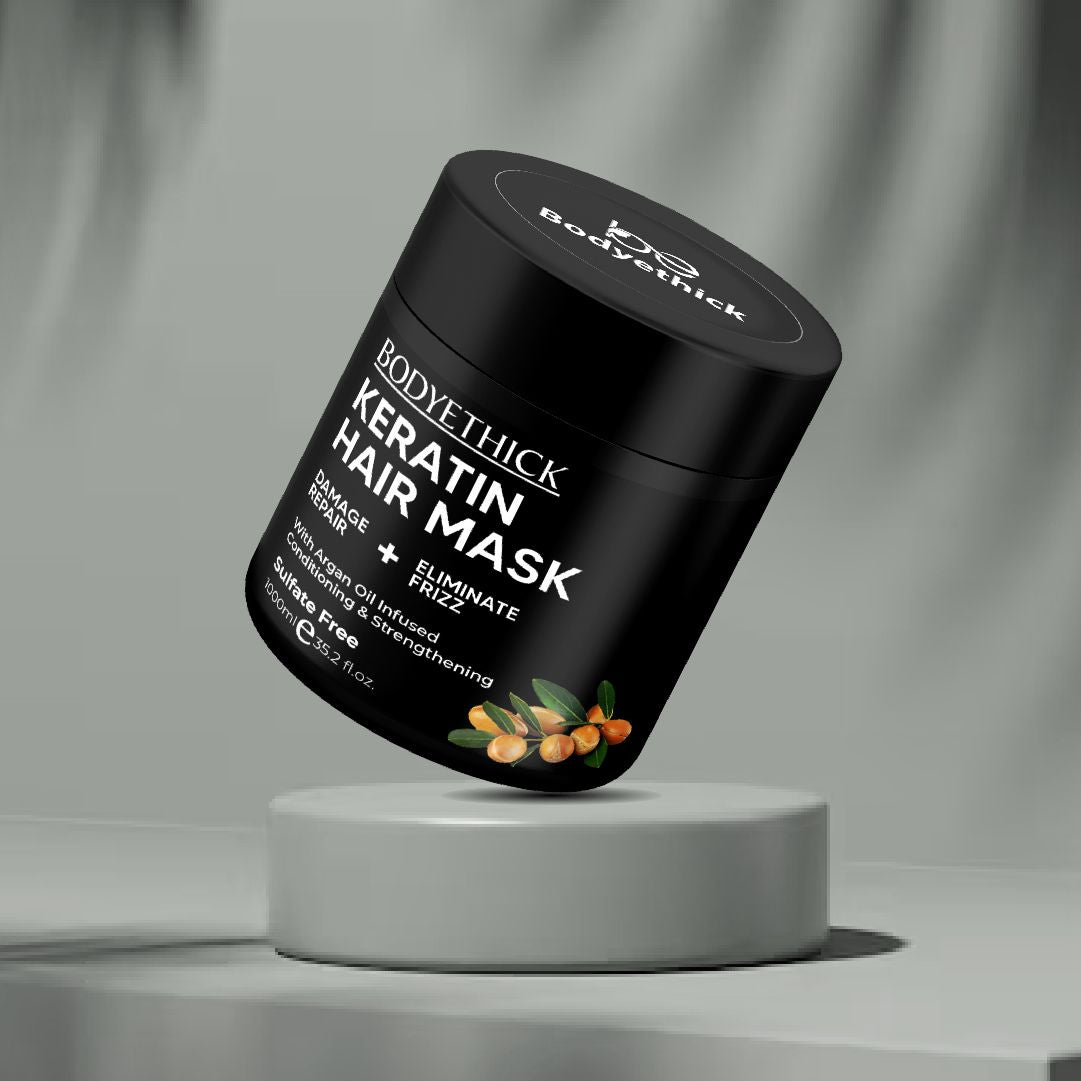 Bodyethick
BODYETHICK
KERATIN
HAIR MASK
DAMAGE
REPAIR
+
ELIMINATE
FRIZZ
With Argan Oil Infused
Conditioning & Strengthening
Sulfate Free
1000ml ℮ 35.2 fl.oz.